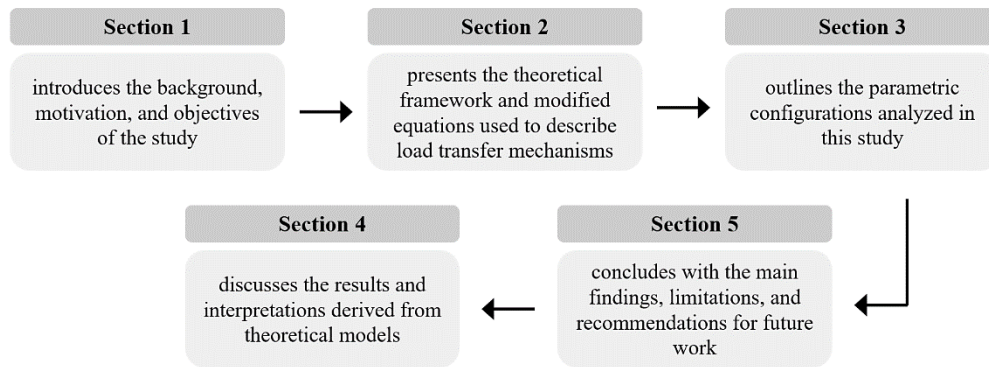 Section 1
introduces the background,
motivation, and objectives
of the study
Section 2
presents the theoretical
framework and modified
equations used to describe
load transfer mechanisms
Section 3
outlines the parametric
configurations analyzed in
this study
Section 4
discusses the results and
interpretations derived from
theoretical models
Section 5
concludes with the main
findings, limitations, and
recommendations for future
work